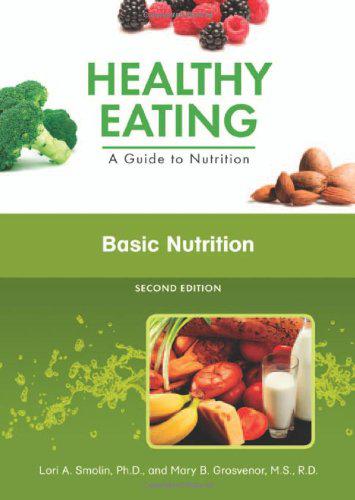 HEALTHY
EATING
A Guide to Nutrition
Basic Nutrition
SECOND EDITION
Lori A. Smolin, Ph.D., and Mary B. Grosvenor, M.S., R.D.